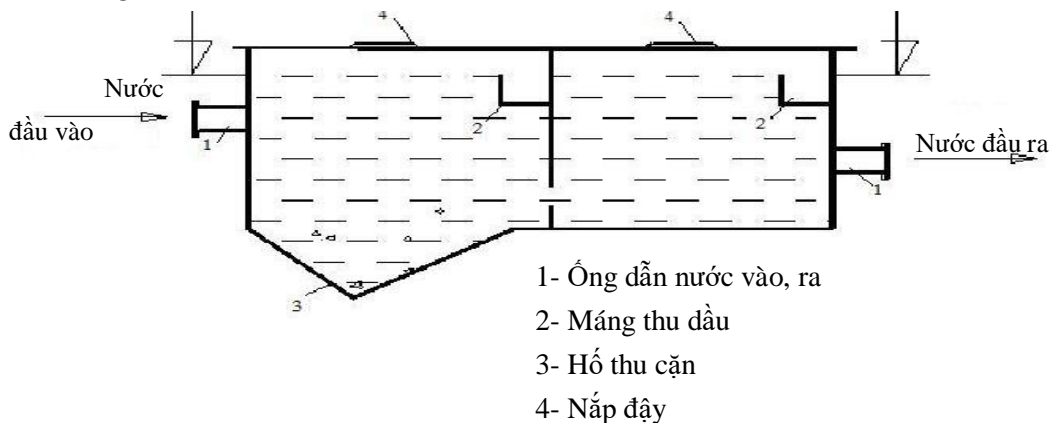 4
4
Nước
đầu vào
1
2
2
Nước đầu ra
1
3
1- Ống dẫn nước vào, ra
2- Máng thu dầu
3- Hố thu cặn
4- Nắp đậy